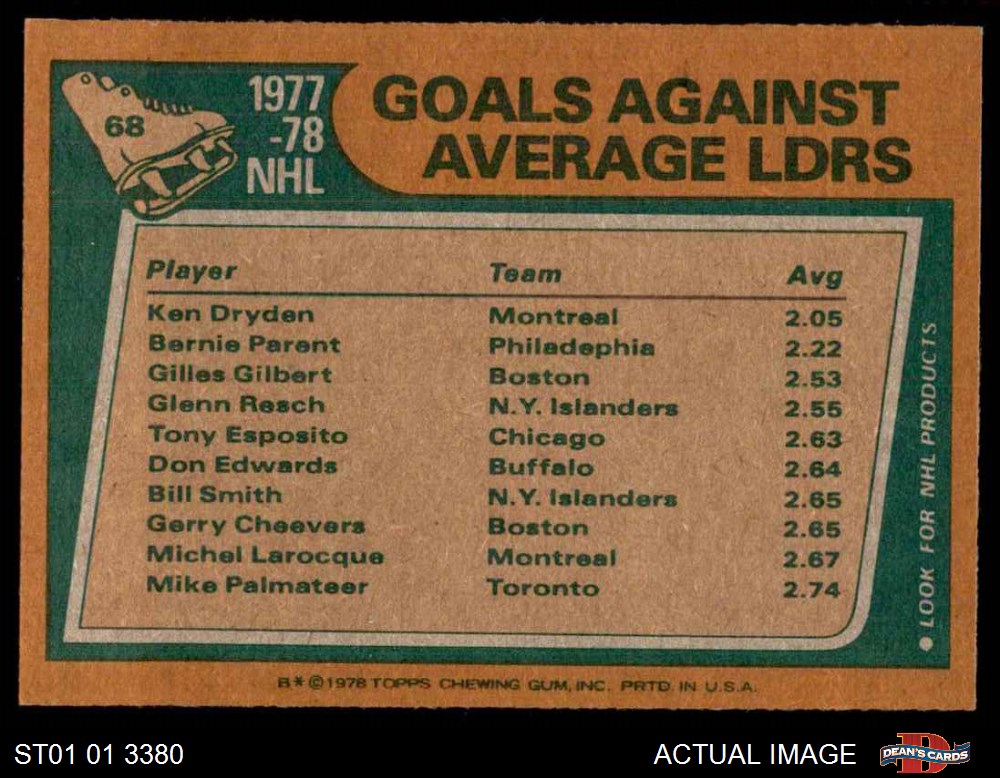 68
1977
-78
NHL
GOALS AGAINST
AVERAGE LDRS
Player Team Avg
Ken Dryden Montreal 2.05
Bernie Parent Philadephia 2.22
Gilles Gilbert Boston 2.53
Glenn Resch N.Y. Islanders 2.55
Tony Esposito Chicago 2.63
Don Edwards Buffalo 2.64
Bill Smith N.Y. Islanders 2.65
Gerry Cheevers Boston 2.65
Michel Larocque Montreal 2.67
Mike Palmateer Toronto 2.74
● LOOK FOR NHL PRODUCTS
B* © 1978 TOPPS CHEWING GUM, INC. PRTD. IN U.S.A.
ST01 01 3380 ACTUAL IMAGE D DEAN'S CARDS